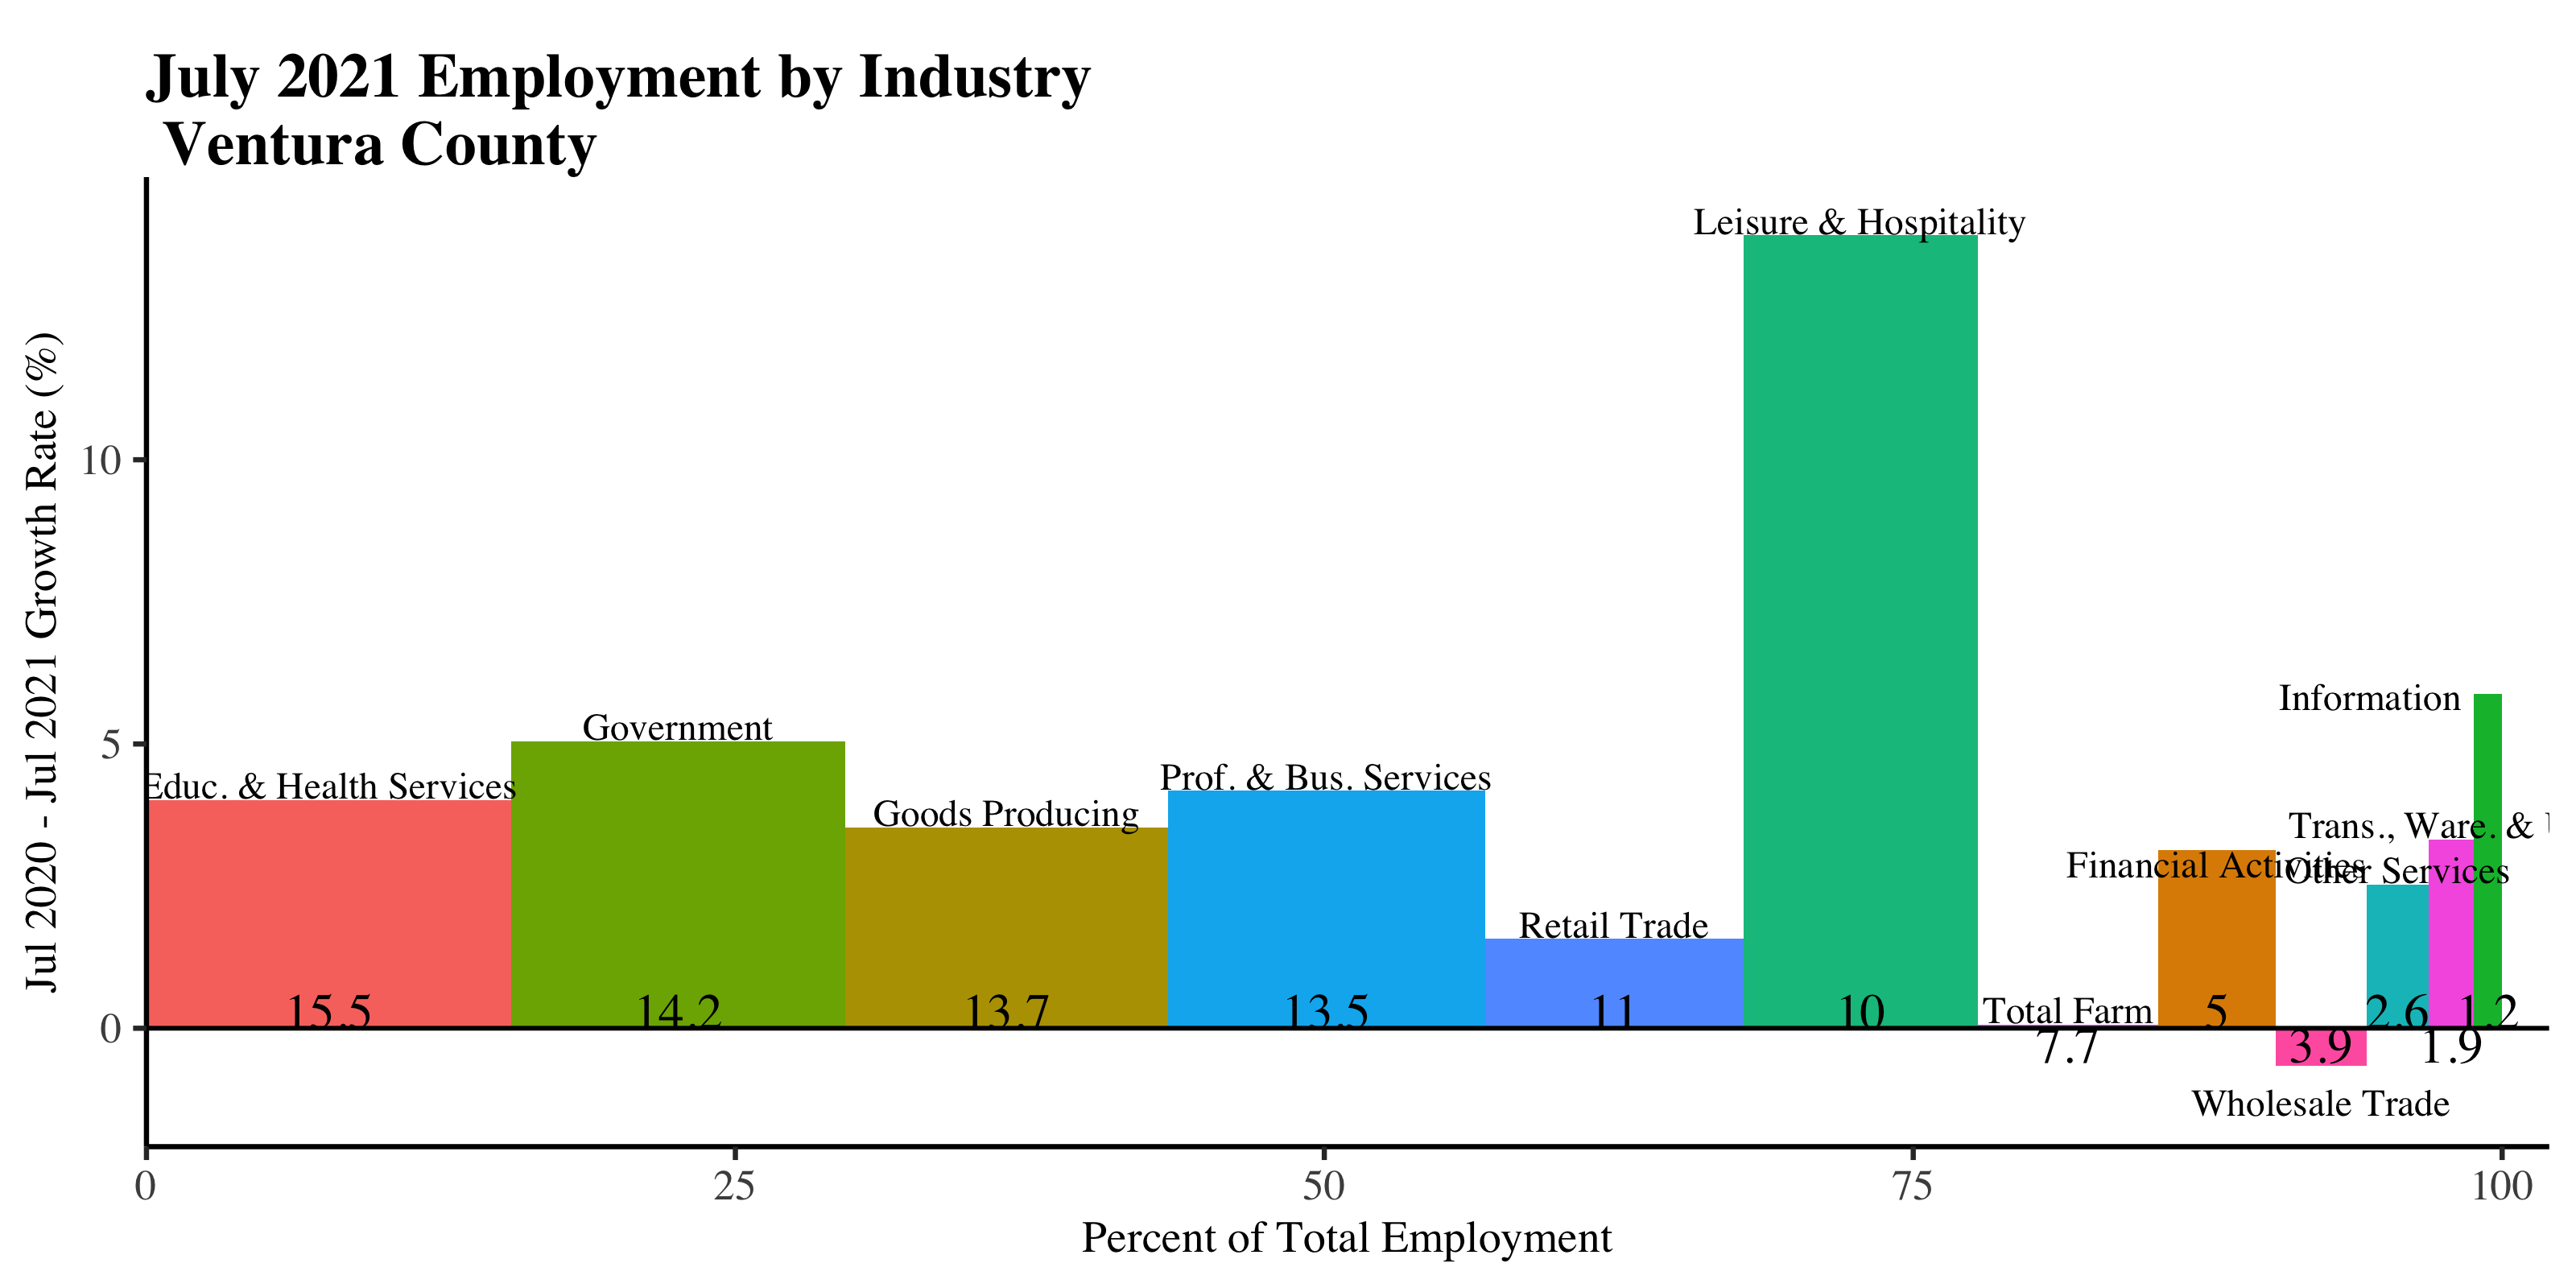 July 2021 Employment by Industry
Ventura County
Jul 2020 - Jul 2021 Growth Rate (%)
10
5
0
Leisure & Hospitality
Information
Government
Prof. & Bus. Services
Educ. & Health Services
Goods Producing
Trans., Ware. &
Financial Activities
Other Services
Retail Trade
Total Farm
15.5
14.2
13.7
13.5
11
10
7.7
5
3.9
2.6
1.9
1.2
Wholesale Trade
0
25
50
75
100
Percent of Total Employment